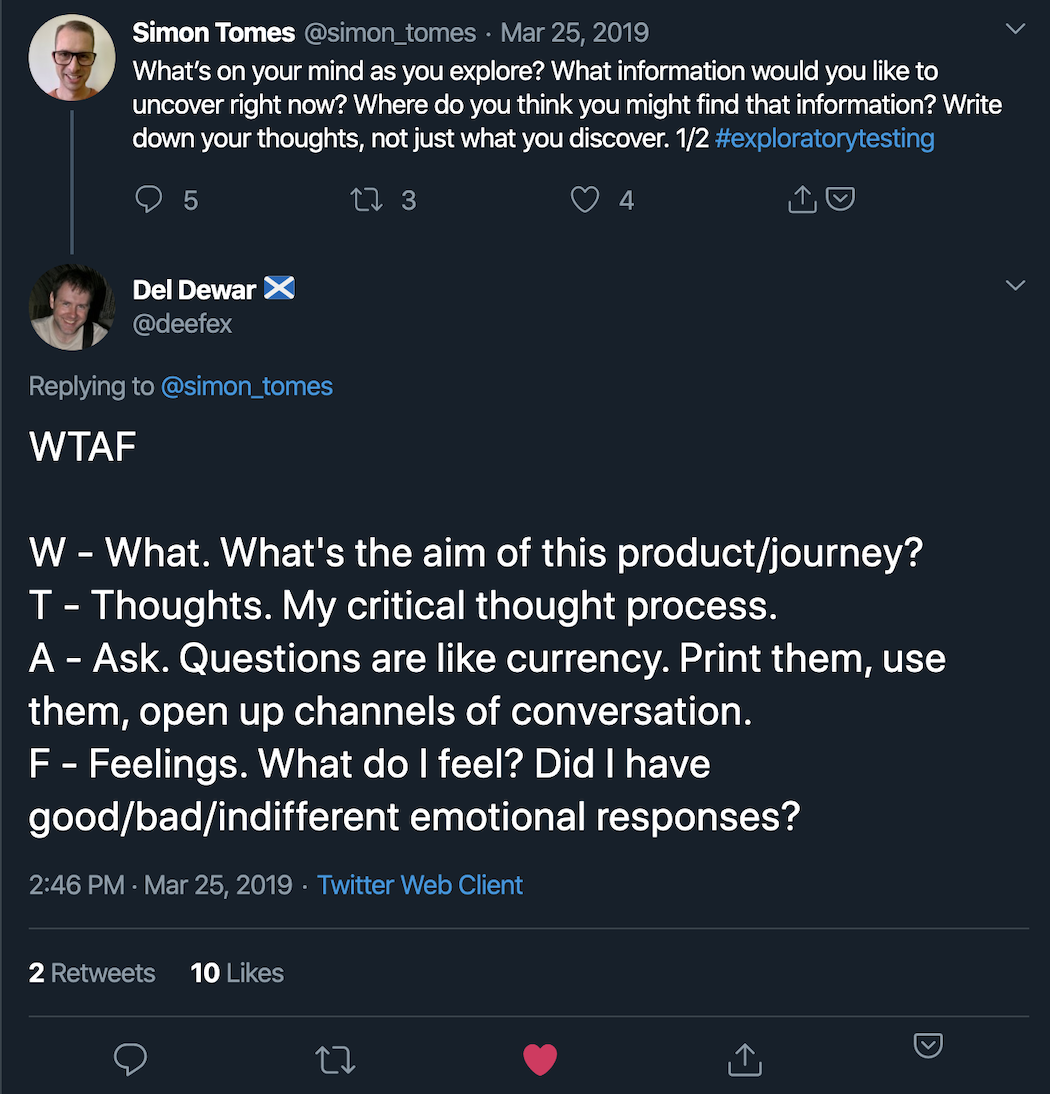 Simon Tomes @simon_tomes · Mar 25, 2019
What’s on your mind as you explore? What information would you like to
uncover right now? Where do you think you might find that information? Write
down your thoughts, not just what you discover. 1/2 #exploratorytesting
5 3 4
Del Dewar 🏴󠁧󠁢󠁳󠁣󠁴󠁿
@deefex
Replying to @simon_tomes
WTAF
W - What. What's the aim of this product/journey?
T - Thoughts. My critical thought process.
A - Ask. Questions are like currency. Print them, use
them, open up channels of conversation.
F - Feelings. What do I feel? Did I have
good/bad/indifferent emotional responses?
2:46 PM · Mar 25, 2019 · Twitter Web Client
2 Retweets 10 Likes